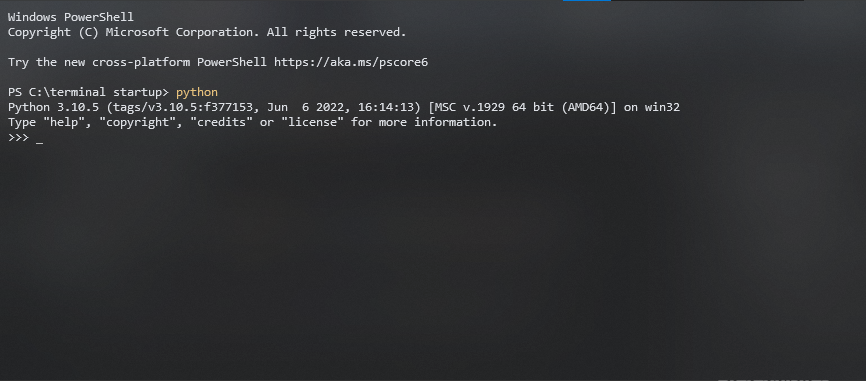 Windows PowerShell
Copyright (C) Microsoft Corporation. All rights reserved.
Try the new cross-platform PowerShell https://aka.ms/pscore6
PS C:\terminal startup> python
Python 3.10.5 (tags/v3.10.5:f377153, Jun  6 2022, 16:14:13) [MSC v.1929 64 bit (AMD64)] on win32
Type "help", "copyright", "credits" or "license" for more information.
>>> _